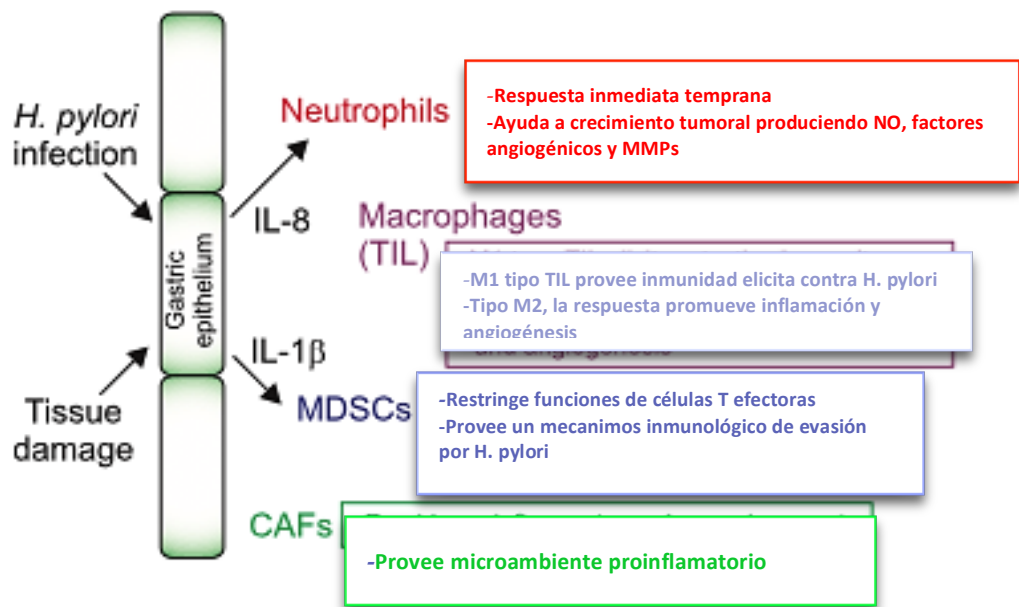 H. pylori
infection
Neutrophils
-Respuesta inmediata temprana
-Ayuda a crecimiento tumoral produciendo NO, factores
angiogénicos y MMPs
IL-8
Macrophages
(TIL)
-M1 tipo TIL provee inmunidad elicita contra H. pylori
-Tipo M2, la respuesta promueve inflamación y
angiogénesis
and angiogenesis
Gastric
epithelium
IL-1β
Tissue
damage
MDSCs
-Restringe funciones de células T efectoras
-Provee un mecanimos inmunológico de evasión
por H. pylori
CAFs
-Provee microambiente proinflamatorio